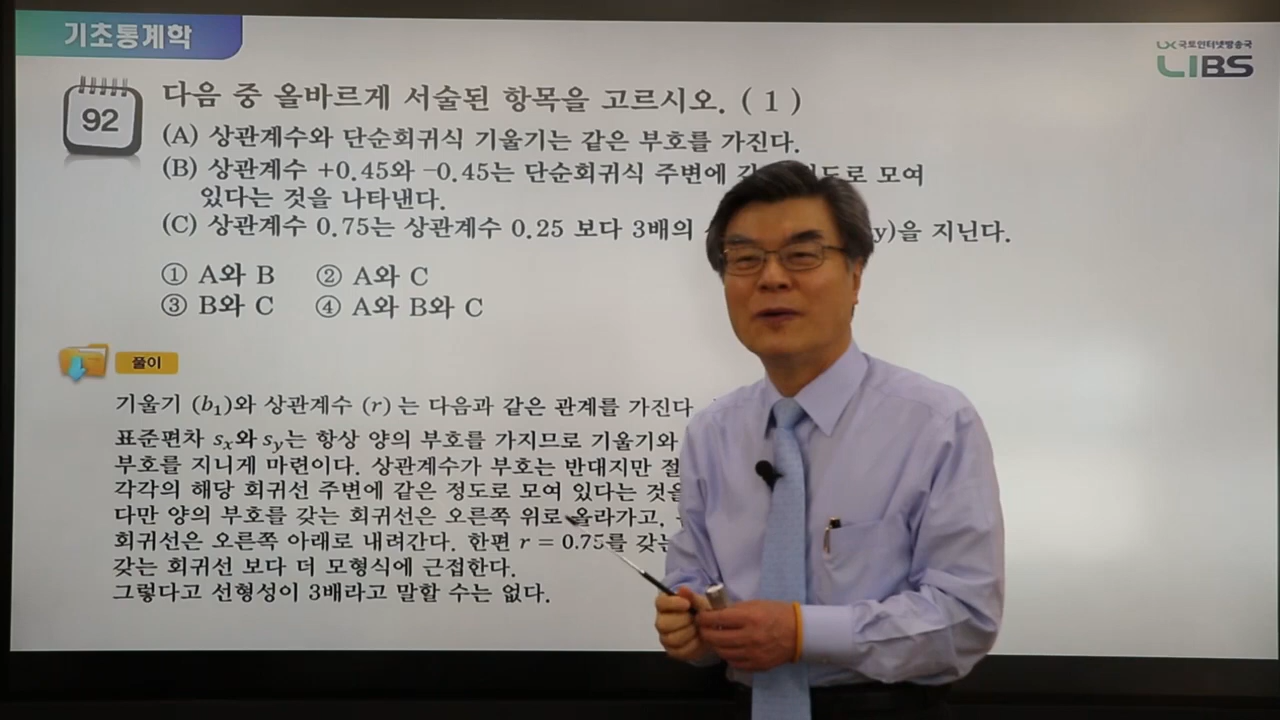 기초통계학
LX국토인터넷방송국
LIBS
92
다음 중 올바르게 서술된 항목을 고르시오. ( 1 )
(A) 상관계수와 단순회귀식 기울기는 같은 부호를 가진다.
(B) 상관계수 +0.45와 −0.45는 단순회귀식 주변에 모여
있다는 것을 나타낸다.
(C) 상관계수 0.75는 상관계수 0.25 보다 3배의 y)을 지닌다.
① A와 B ② A와 C
③ B와 C ④ A와 B와 C
풀이
기울기 (b₁)와 상관계수 (r) 는 다음과 같은 관계를 가진다
표준편차 sₓ와 s_y는 항상 양의 부호를 가지므로 기울기와
부호를 지니게 마련이다. 상관계수가 부호는 반대지만
각각의 해당 회귀선 주변에 같은 정도로 모여 있다는 것을
다만 양의 부호를 갖는 회귀선은 오른쪽 위로 올라가고,
회귀선은 오른쪽 아래로 내려간다. 한편 r = 0.75를 갖는
갖는 회귀선 보다 더 모형식에 근접한다.
그렇다고 선형성이 3배라고 말할 수는 없다.